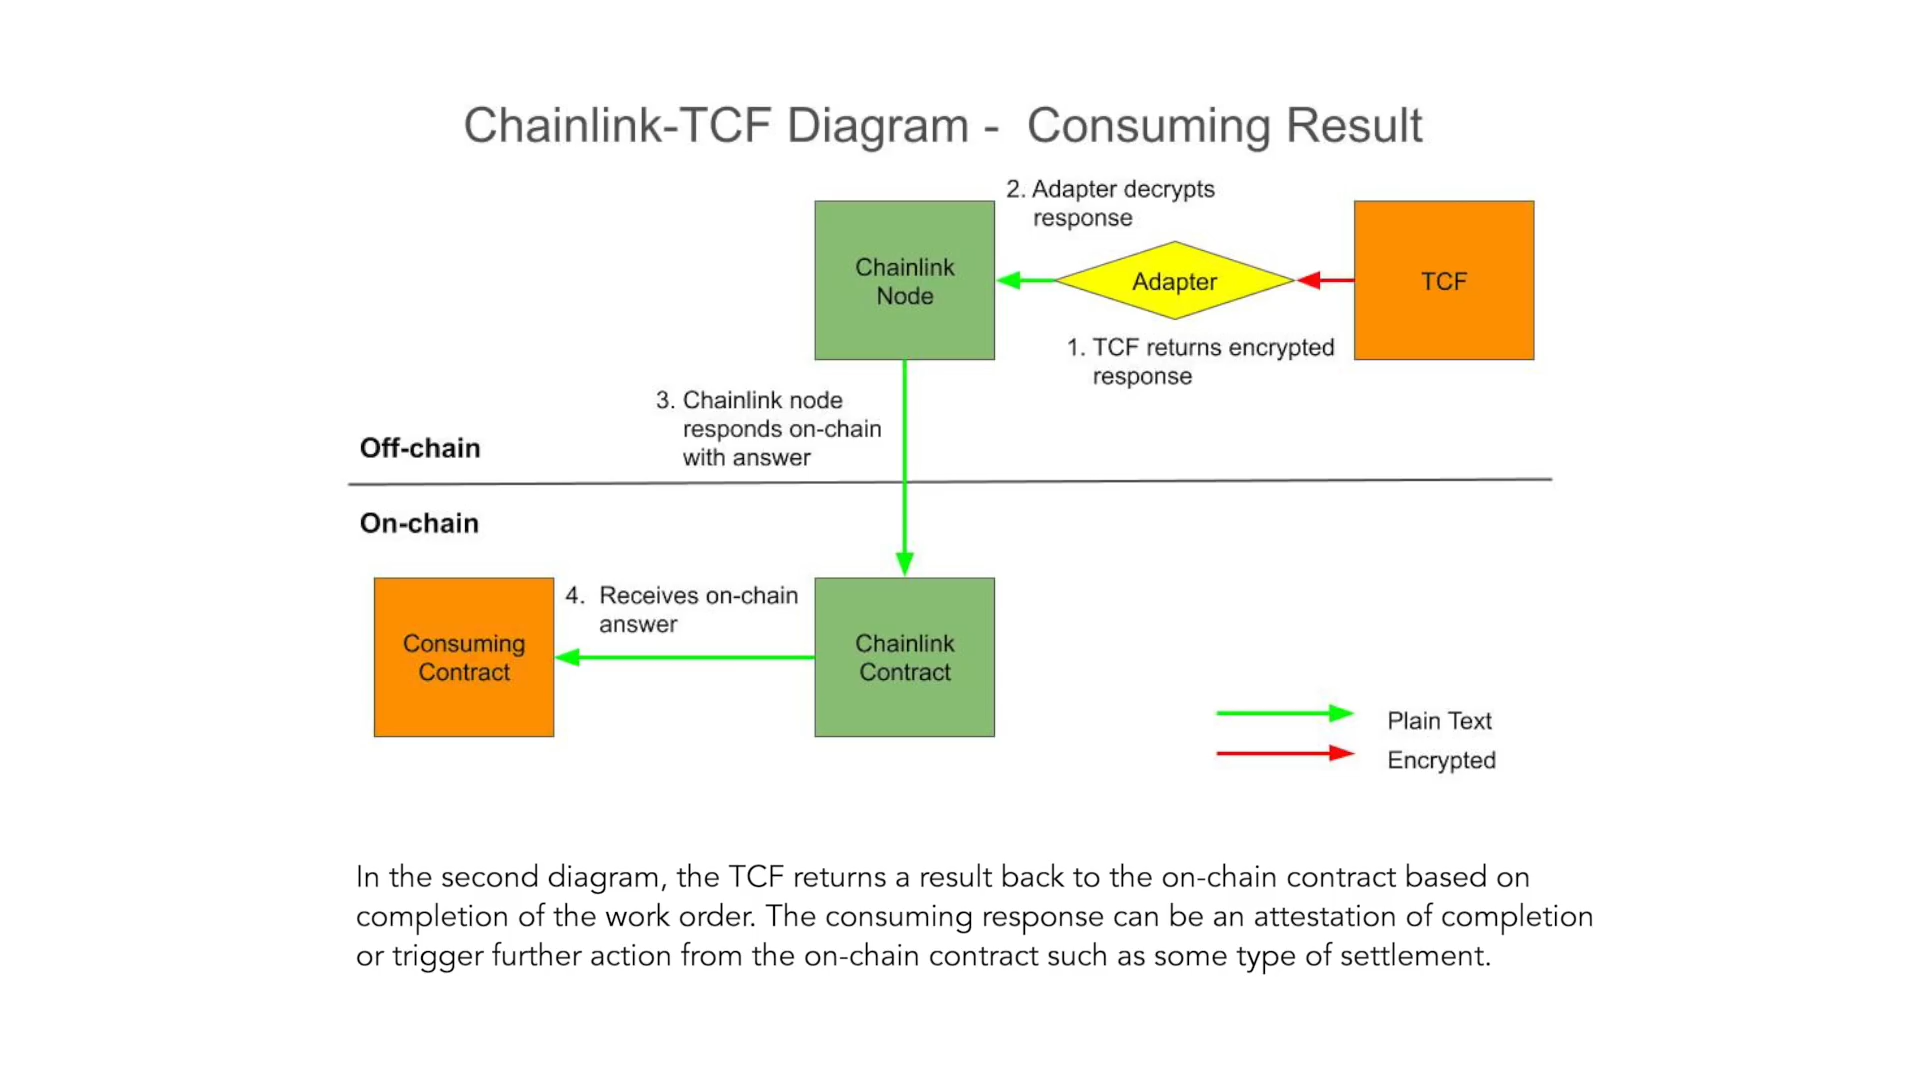 Chainlink-TCF Diagram - Consuming Result
2. Adapter decrypts
response
Chainlink
Node
Adapter
TCF
1. TCF returns encrypted
response
3. Chainlink node
responds on-chain
with answer
Off-chain
On-chain
4. Receives on-chain
answer
Consuming
Contract
Chainlink
Contract
Plain Text
Encrypted
In the second diagram, the TCF returns a result back to the on-chain contract based on
completion of the work order. The consuming response can be an attestation of completion
or trigger further action from the on-chain contract such as some type of settlement.